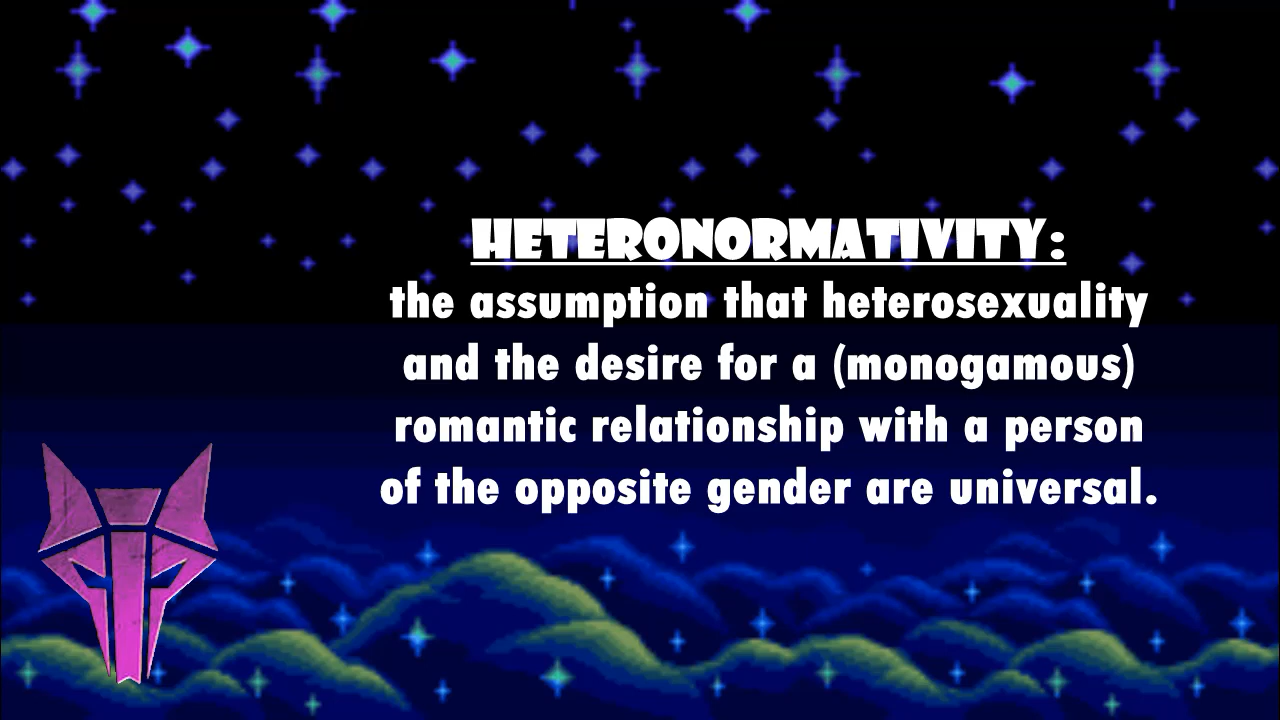 HETERONORMATIVITY:
the assumption that heterosexuality
and the desire for a (monogamous)
romantic relationship with a person
of the opposite gender are universal.